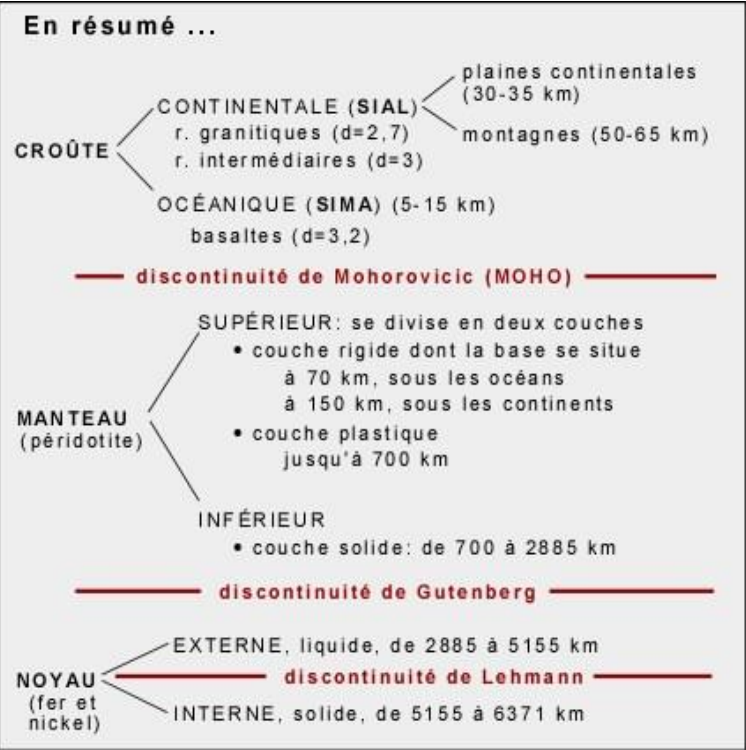 En résumé ...
plaines continentales
(30-35 km)
CONTINENTALE (SIAL)
r. granitiques (d=2,7)
montagnes (50-65 km)
CROÛTE
r. intermédiaires (d=3)
OCÉANIQUE (SIMA) (5-15 km)
basaltes (d=3,2)
discontinuité de Mohorovicic (MOHO)
SUPÉRIEUR: se divise en deux couches
• couche rigide dont la base se situe
à 70 km, sous les océans
à 150 km, sous les continents
MANTEAU
(péridotite)
• couche plastique
jusqu'à 700 km
INFÉRIEUR
• couche solide: de 700 à 2885 km
discontinuité de Gutenberg
EXTERNE, liquide, de 2885 à 5155 km
discontinuité de Lehmann
NOYAU
(fer et
nickel)
INTERNE, solide, de 5155 à 6371 km